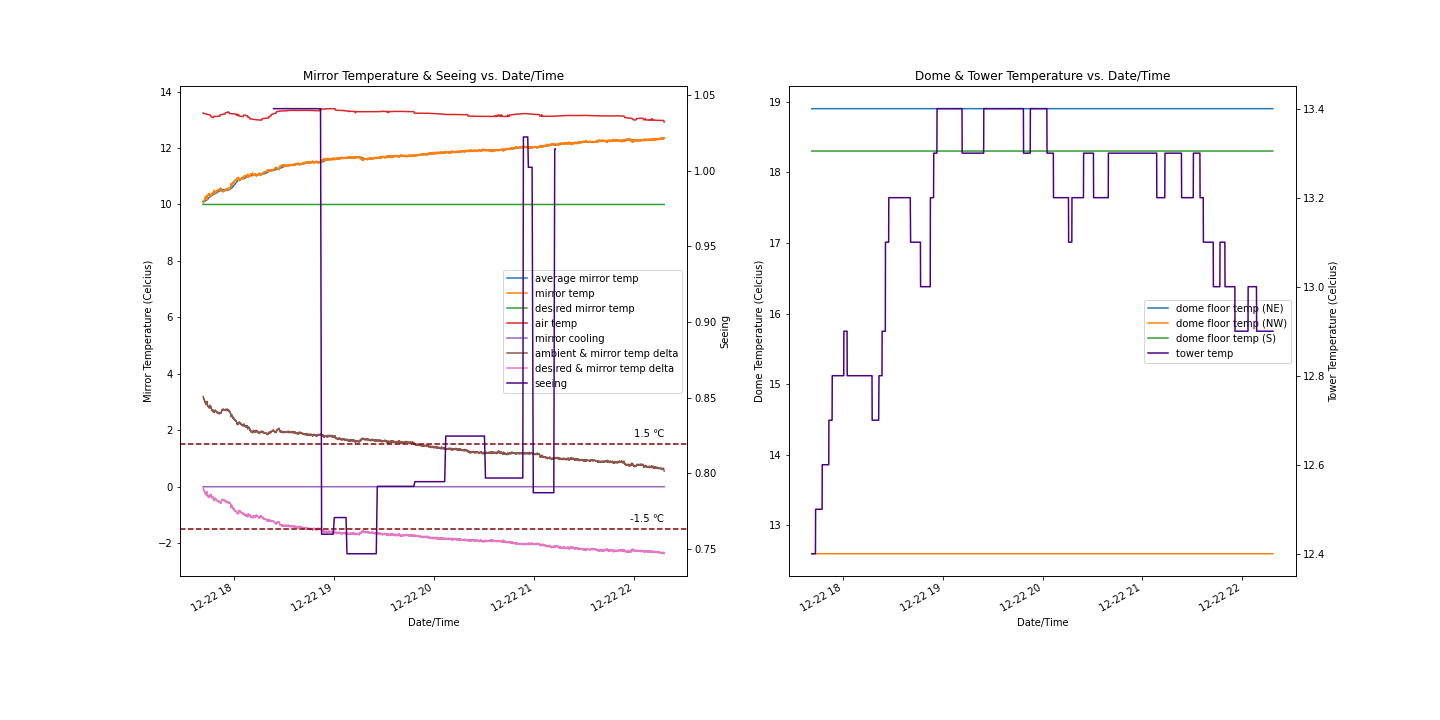 Mirror Temperature & Seeing vs. Date/Time
14
12
10
8
6
4
2
0
−2
Mirror Temperature (Celcius)
1.05
1.00
0.95
0.90
0.85
0.80
0.75
Seeing
average mirror temp
mirror temp
desired mirror temp
air temp
mirror cooling
ambient & mirror temp delta
desired & mirror temp delta
seeing
1.5 °C
-1.5 °C
12-22 18
12-22 19
12-22 20
12-22 21
12-22 22
Date/Time
Dome & Tower Temperature vs. Date/Time
19
18
17
16
15
14
13
Dome Temperature (Celcius)
13.4
13.2
13.0
12.8
12.6
12.4
Tower Temperature (Celcius)
dome floor temp (NE)
dome floor temp (NW)
dome floor temp (S)
tower temp
12-22 18
12-22 19
12-22 20
12-22 21
12-22 22
Date/Time